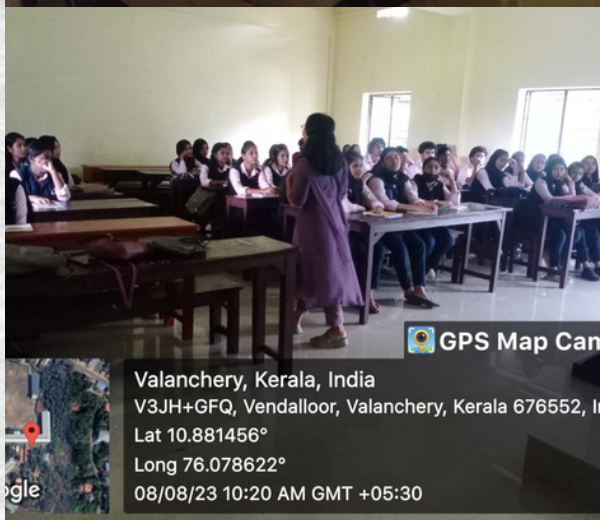 GPS Map Cam
Valanchery, Kerala, India
V3JH+GFQ, Vendalloor, Valanchery, Kerala 676552, In
Lat 10.881456°
Long 76.078622°
08/08/23 10:20 AM GMT +05:30
ogle